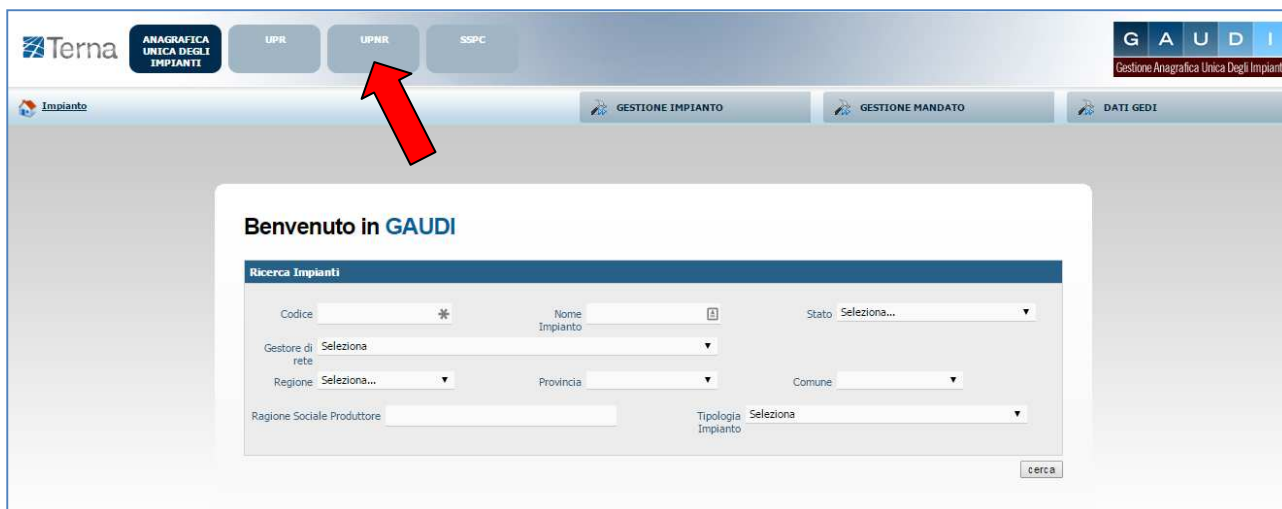 Terna
ANAGRAFICA
UNICA DEGLI
IMPIANTI
UPR
UPNR
SSPC
G A U D I
Gestione Anagrafica Unica Degli Impiant
Impianto
GESTIONE IMPIANTO
GESTIONE MANDATO
DATI GEDI
Benvenuto in GAUDI
Ricerca Impianti
Codice
Nome
Impianto
Stato Seleziona...
Gestore di
rete
Seleziona
Regione Seleziona...
Provincia
Comune
Ragione Sociale Produttore
Tipologia
Impianto
Seleziona
cerca